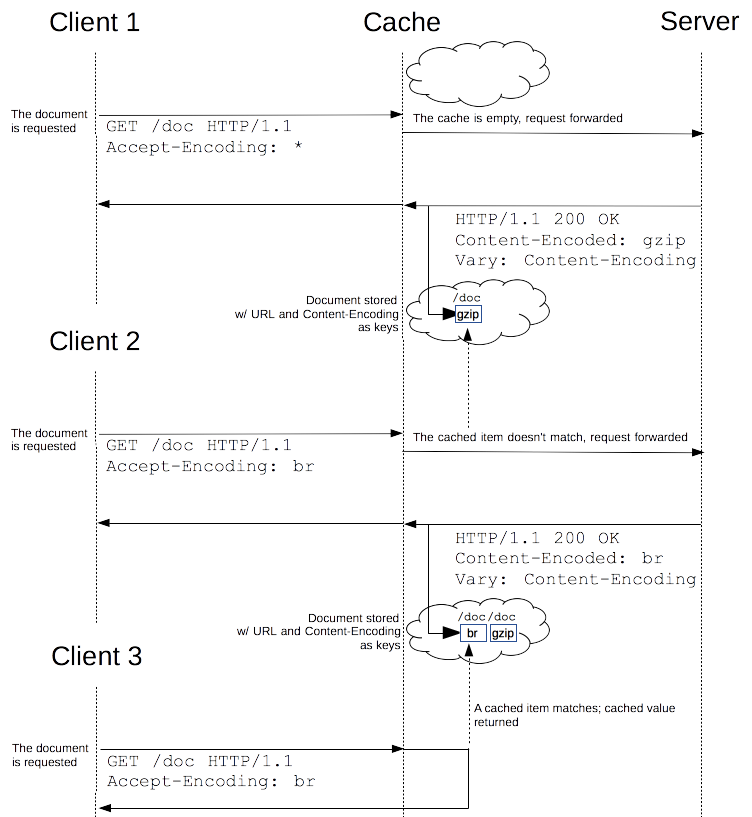 Client 1
Cache
Server
The document
is requested
GET /doc HTTP/1.1
Accept-Encoding: *
The cache is empty, request forwarded
HTTP/1.1 200 OK
Content-Encoded: gzip
Vary: Content-Encoding
Document stored
w/ URL and Content-Encoding
as keys
/doc
gzip
Client 2
The document
is requested
GET /doc HTTP/1.1
Accept-Encoding: br
The cached item doesn't match, request forwarded
HTTP/1.1 200 OK
Content-Encoded: br
Vary: Content-Encoding
Document stored
w/ URL and Content-Encoding
as keys
/doc /doc
br gzip
Client 3
A cached item matches; cached value
returned
The document
is requested
GET /doc HTTP/1.1
Accept-Encoding: br